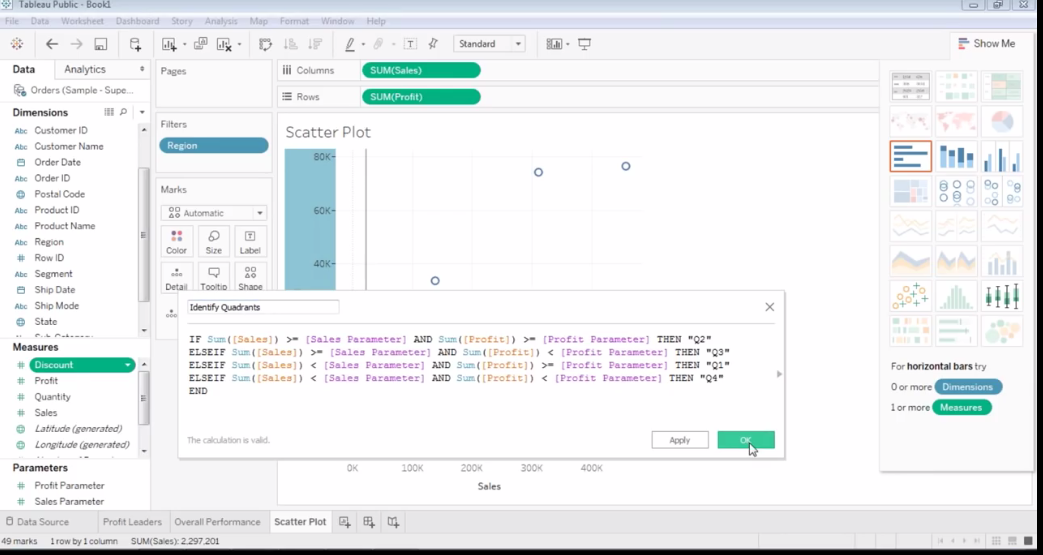 Tableau Public - Book1
File Data Worksheet Dashboard Story Analysis Map Format Window Help
Standard
Show Me
Data Analytics
Orders (Sample - Supe...
Dimensions
Abc Customer ID
Abc Customer Name
Order Date
Abc Order ID
Postal Code
Abc Product ID
Abc Product Name
Abc Region
# Row ID
Abc Segment
Ship Date
Abc Ship Mode
Abc State
Measures
# Discount
# Profit
# Quantity
# Sales
Latitude (generated)
Longitude (generated)
Parameters
# Profit Parameter
# Sales Parameter
Pages
Filters
Region
Marks
Automatic
Color Size Label
Detail Tooltip Shape
Columns SUM(Sales)
Rows SUM(Profit)
Scatter Plot
80K
60K
40K
Identify Quadrants
IF Sum([Sales]) >= [Sales Parameter] AND Sum([Profit]) >= [Profit Parameter] THEN "Q2"
ELSEIF Sum([Sales]) >= [Sales Parameter] AND Sum([Profit]) < [Profit Parameter] THEN "Q3"
ELSEIF Sum([Sales]) < [Sales Parameter] AND Sum([Profit]) >= [Profit Parameter] THEN "Q1"
ELSEIF Sum([Sales]) < [Sales Parameter] AND Sum([Profit]) < [Profit Parameter] THEN "Q4"
END
The calculation is valid.
Apply OK
0K 100K 200K 300K 400K
Sales
For horizontal bars try
0 or more Dimensions
1 or more Measures
Data Source Profit Leaders Overall Performance Scatter Plot
49 marks 1 row by 1 column SUM(Sales): 2,297,201